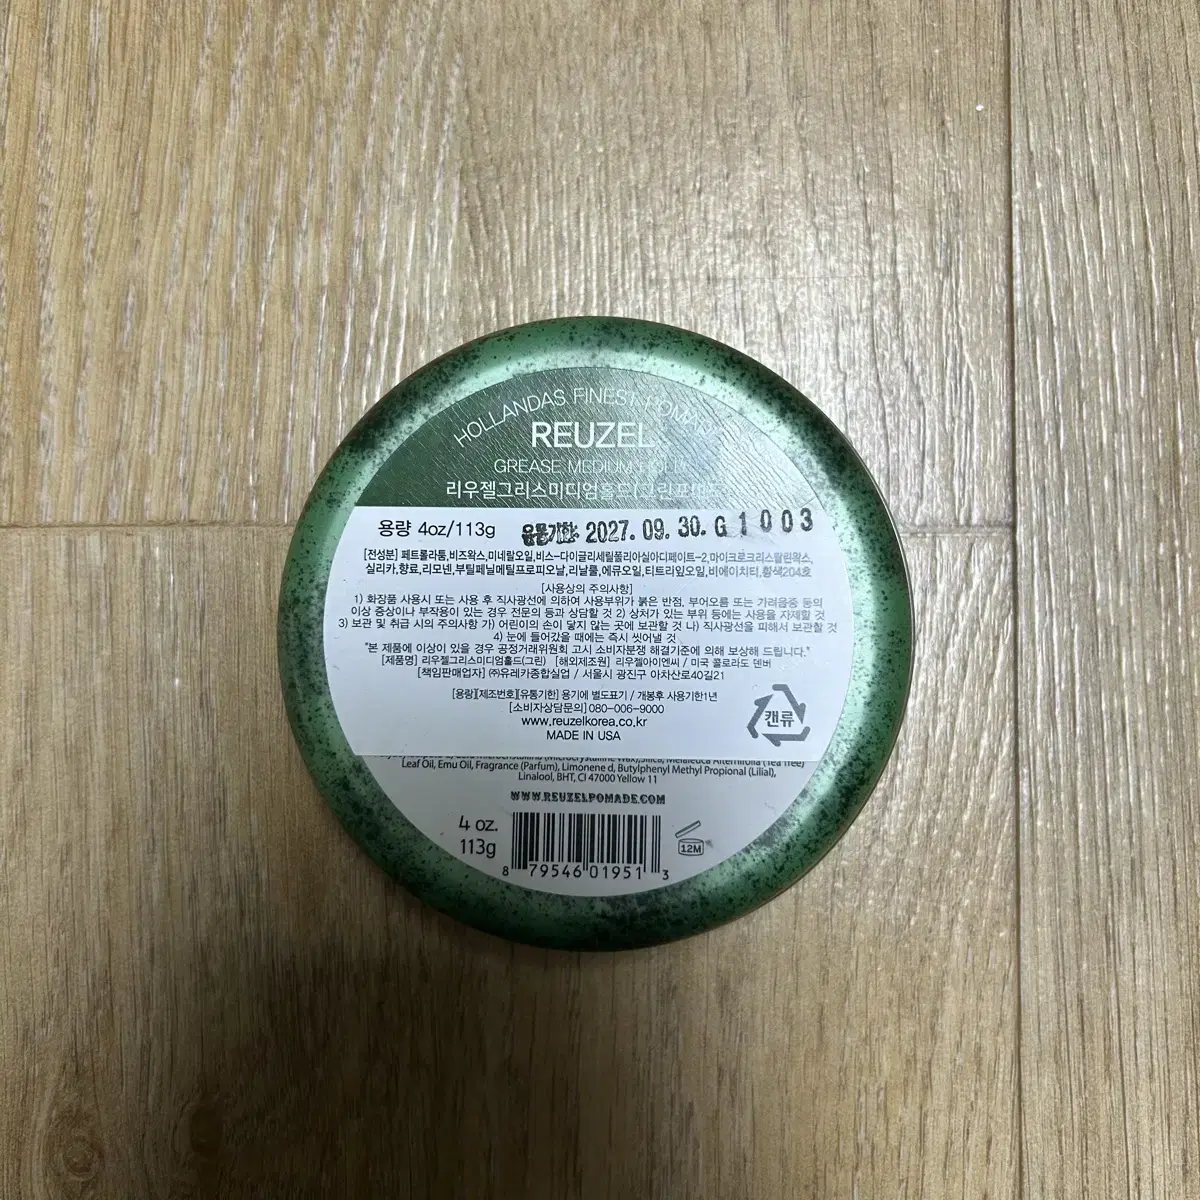 HOLLANDAS FINEST POMADE
REUZEL
GREASE MEDIUM HOLD
리우젤그리스미디엄홀드(그린포마드)
용량 4oz/113g 유통기한: 2027. 09. 30. G 1 0 0 3
[전성분] 페트롤라툼,비즈왁스,미네랄오일,비스-다이글리세릴폴리아실아디페이트-2,마이크로크리스탈린왁스,
실리카,향료,리모넨,부틸페닐메틸프로피오날,리날룰,에뮤오일,티트리잎오일,비에이치티,황색204호
[사용상의 주의사항]
1) 화장품 사용시 또는 사용 후 직사광선에 의하여 사용부위가 붉은 반점, 부어오름 또는 가려움증 등의
이상 증상이나 부작용이 있는 경우 전문의 등과 상담할 것 2) 상처가 있는 부위 등에는 사용을 자제할 것
3) 보관 및 취급 시의 주의사항 가) 어린이의 손이 닿지 않는 곳에 보관할 것 나) 직사광선을 피해서 보관할 것
4) 눈에 들어갔을 때에는 즉시 씻어낼 것
"본 제품에 이상이 있을 경우 공정거래위원회 고시 소비자분쟁 해결기준에 의해 보상해 드립니다."
[제품명] 리우젤그리스미디엄홀드(그린) [해외제조원] 리우젤아이엔씨 / 미국 콜로라도 덴버
[책임판매업자] ㈜유레카종합실업 / 서울시 광진구 아차산로40길21
[용량][제조번호][유통기한] 용기에 별도표기 / 개봉후 사용기한1년
[소비자상담문의] 080-006-9000
www.reuzelkorea.co.kr
MADE IN USA
캔류
(Microcrystalline Wax),Silica, Melaleuca Alternifolia (Tea Tree)
Leaf Oil, Emu Oil, Fragrance (Parfum), Limonene d, Butylphenyl Methyl Propional (Lilial),
Linalool, BHT, CI 47000 Yellow 11
WWW.REUZELPOMADE.COM
4 oz.
113g
12M
8 79546 01951 3